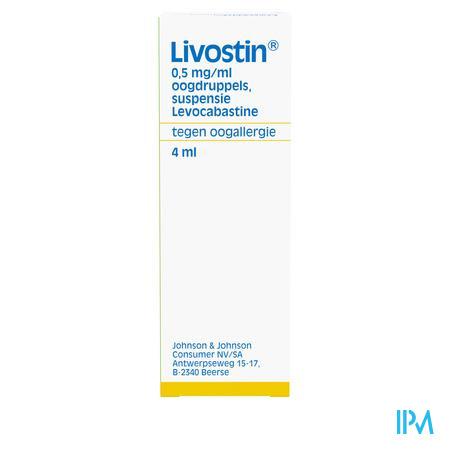 Livostin®
0,5 mg/ml
oogdruppels,
suspensie
Levocabastine
tegen oogallergie
4 ml
Johnson & Johnson
Consumer NV/SA
Antwerpseweg 15-17,
B-2340 Beerse
IPM